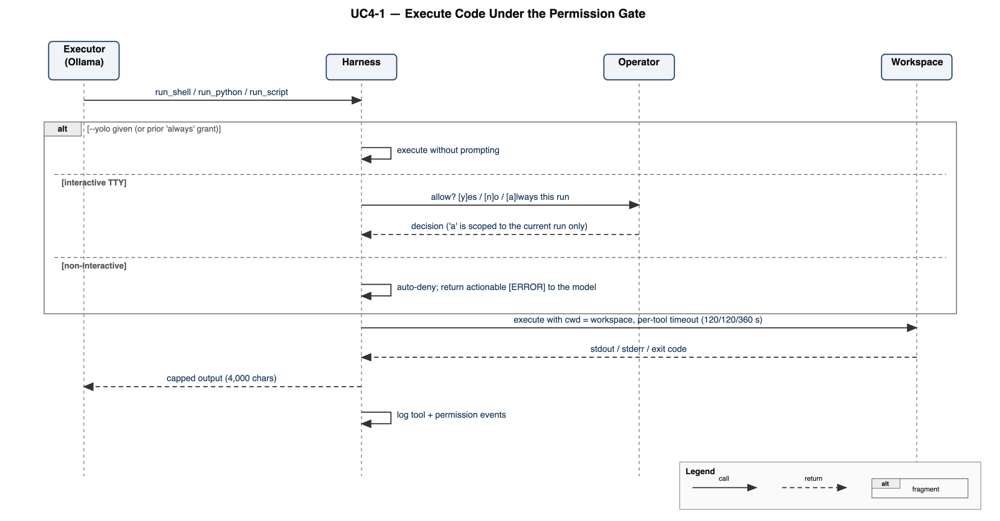 UC4-1 — Execute Code Under the Permission Gate
Executor
(Ollama)
Harness
Operator
Workspace
run_shell / run_python / run_script
alt
[--yolo given (or prior 'always' grant)]
execute without prompting
[interactive TTY]
allow? [y]es / [n]o / [a]lways this run
decision ('a' is scoped to the current run only)
[non-interactive]
auto-deny; return actionable [ERROR] to the model
execute with cwd = workspace, per-tool timeout (120/120/360 s)
stdout / stderr / exit code
capped output (4,000 chars)
log tool + permission events
Legend
call
return
alt
fragment